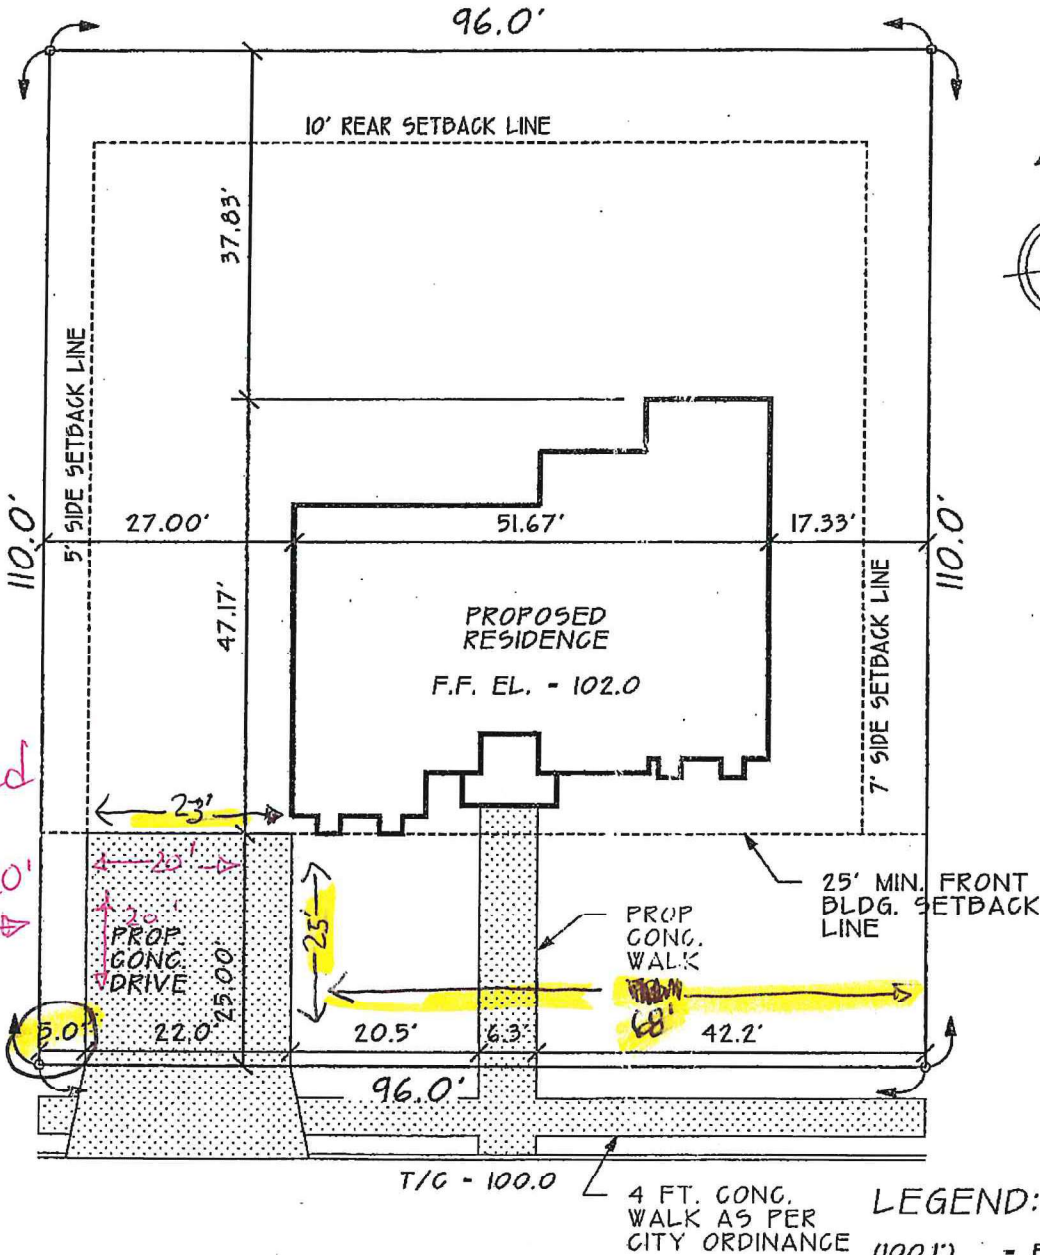 96.0'
10' REAR SETBACK LINE
37.83'
5' SIDE SETBACK LINE
110.0'
27.00'
51.67'
17.33'
110.0'
47.17'
PROPOSED
RESIDENCE
F.F. EL. - 102.0
7' SIDE SETBACK LINE
d
23'
0'
20'
20'
PROP.
CONC.
DRIVE
25.00'
25'
PROP
CONC.
WALK
25' MIN. FRONT
BLDG. SETBACK
LINE
68'
5.0'
22.0'
20.5'
6.3'
42.2'
96.0'
T/C - 100.0
4 FT. CONC.
WALK AS PER
CITY ORDINANCE
LEGEND:
(100.1')